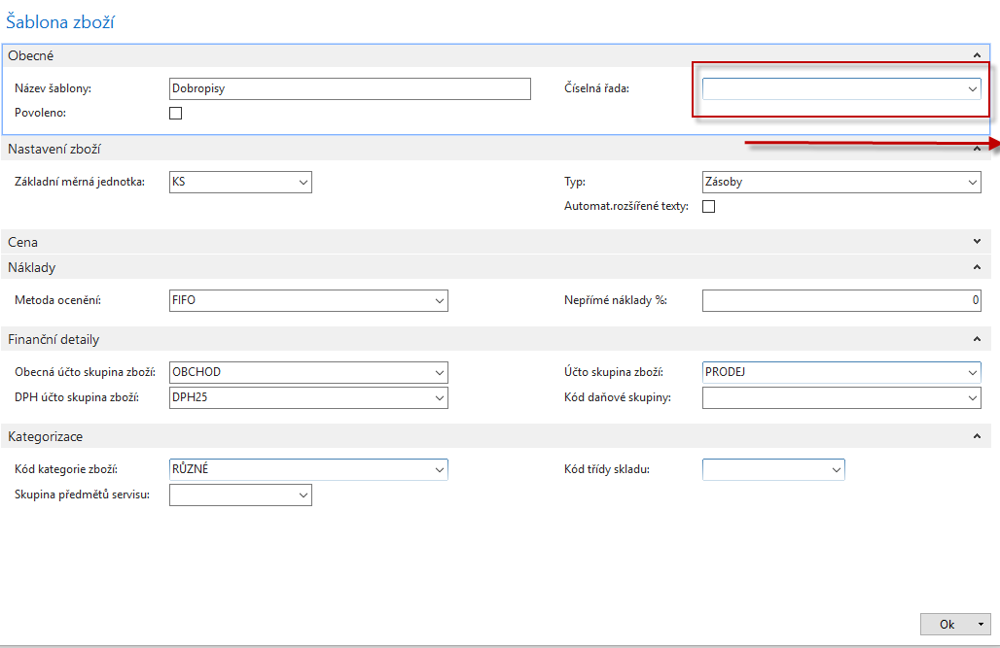 Šablona zboží
Obecné
Název šablony: Dobropisy Číselná řada:
Povoleno:
Nastavení zboží
Základní měrná jednotka: KS Typ: Zásoby
Automat.rozšířené texty:
Cena
Náklady
Metoda ocenění: FIFO Nepřímé náklady %: 0
Finanční detaily
Obecná účto skupina zboží: OBCHOD Účto skupina zboží: PRODEJ
DPH účto skupina zboží: DPH25 Kód daňové skupiny:
Kategorizace
Kód kategorie zboží: RŮZNÉ Kód třídy skladu:
Skupina předmětů servisu:
Ok